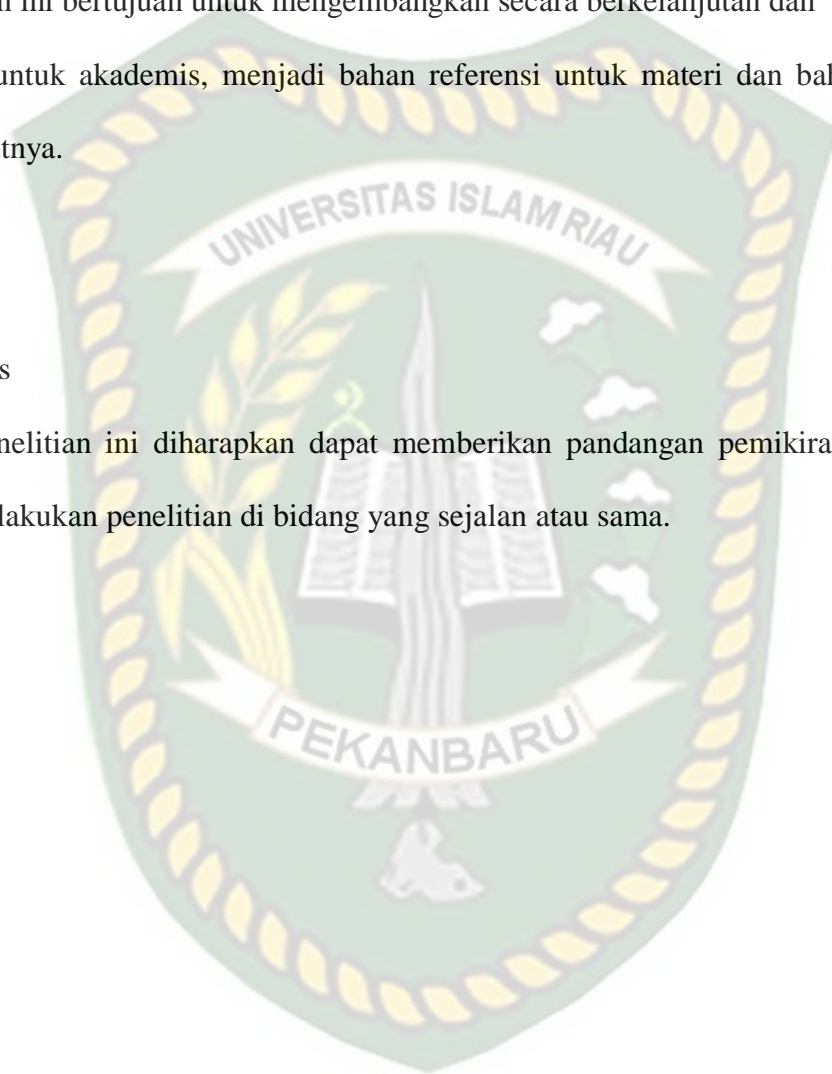 ini bertujuan untuk mengembangkan secara berkelanjutan dan
untuk akademis, menjadi bahan referensi untuk materi dan
tnya.
UNIVERSITAS ISLAM RIAU
s
nelitian ini diharapkan dapat memberikan pandangan pemikira
lakukan penelitian di bidang yang sejalan atau sama.
PEKANBARU